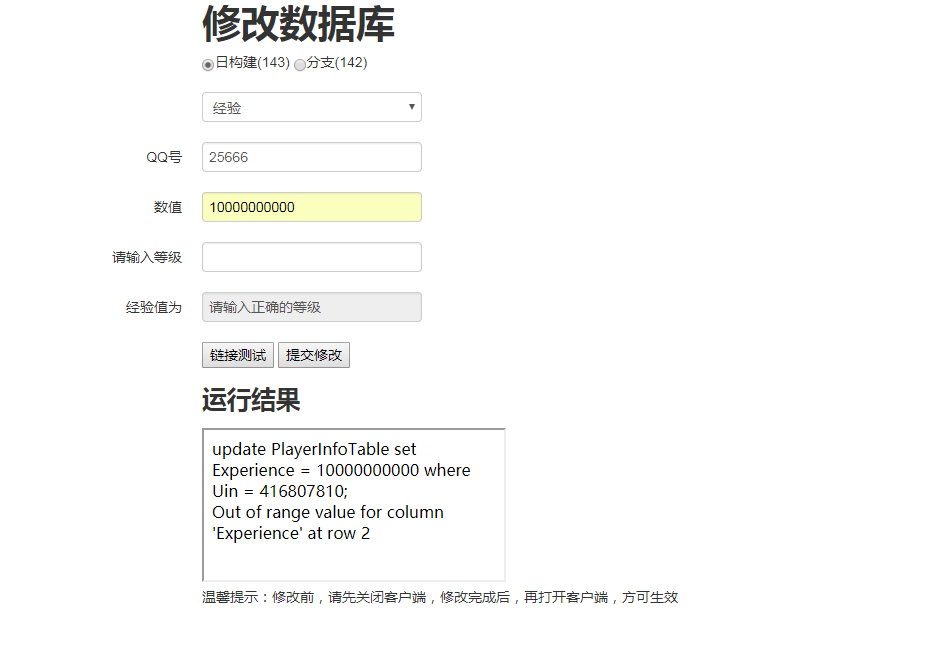 修改数据库
日构建(143) 分支(142)
经验
QQ号 25666
数值 10000000000
请输入等级
经验值为 请输入正确的等级
链接测试 提交修改
运行结果
update PlayerInfoTable set
Experience = 10000000000 where
Uin = 416807810;
Out of range value for column
'Experience' at row 2
温馨提示：修改前，请先关闭客户端，修改完成后，再打开客户端，方可生效